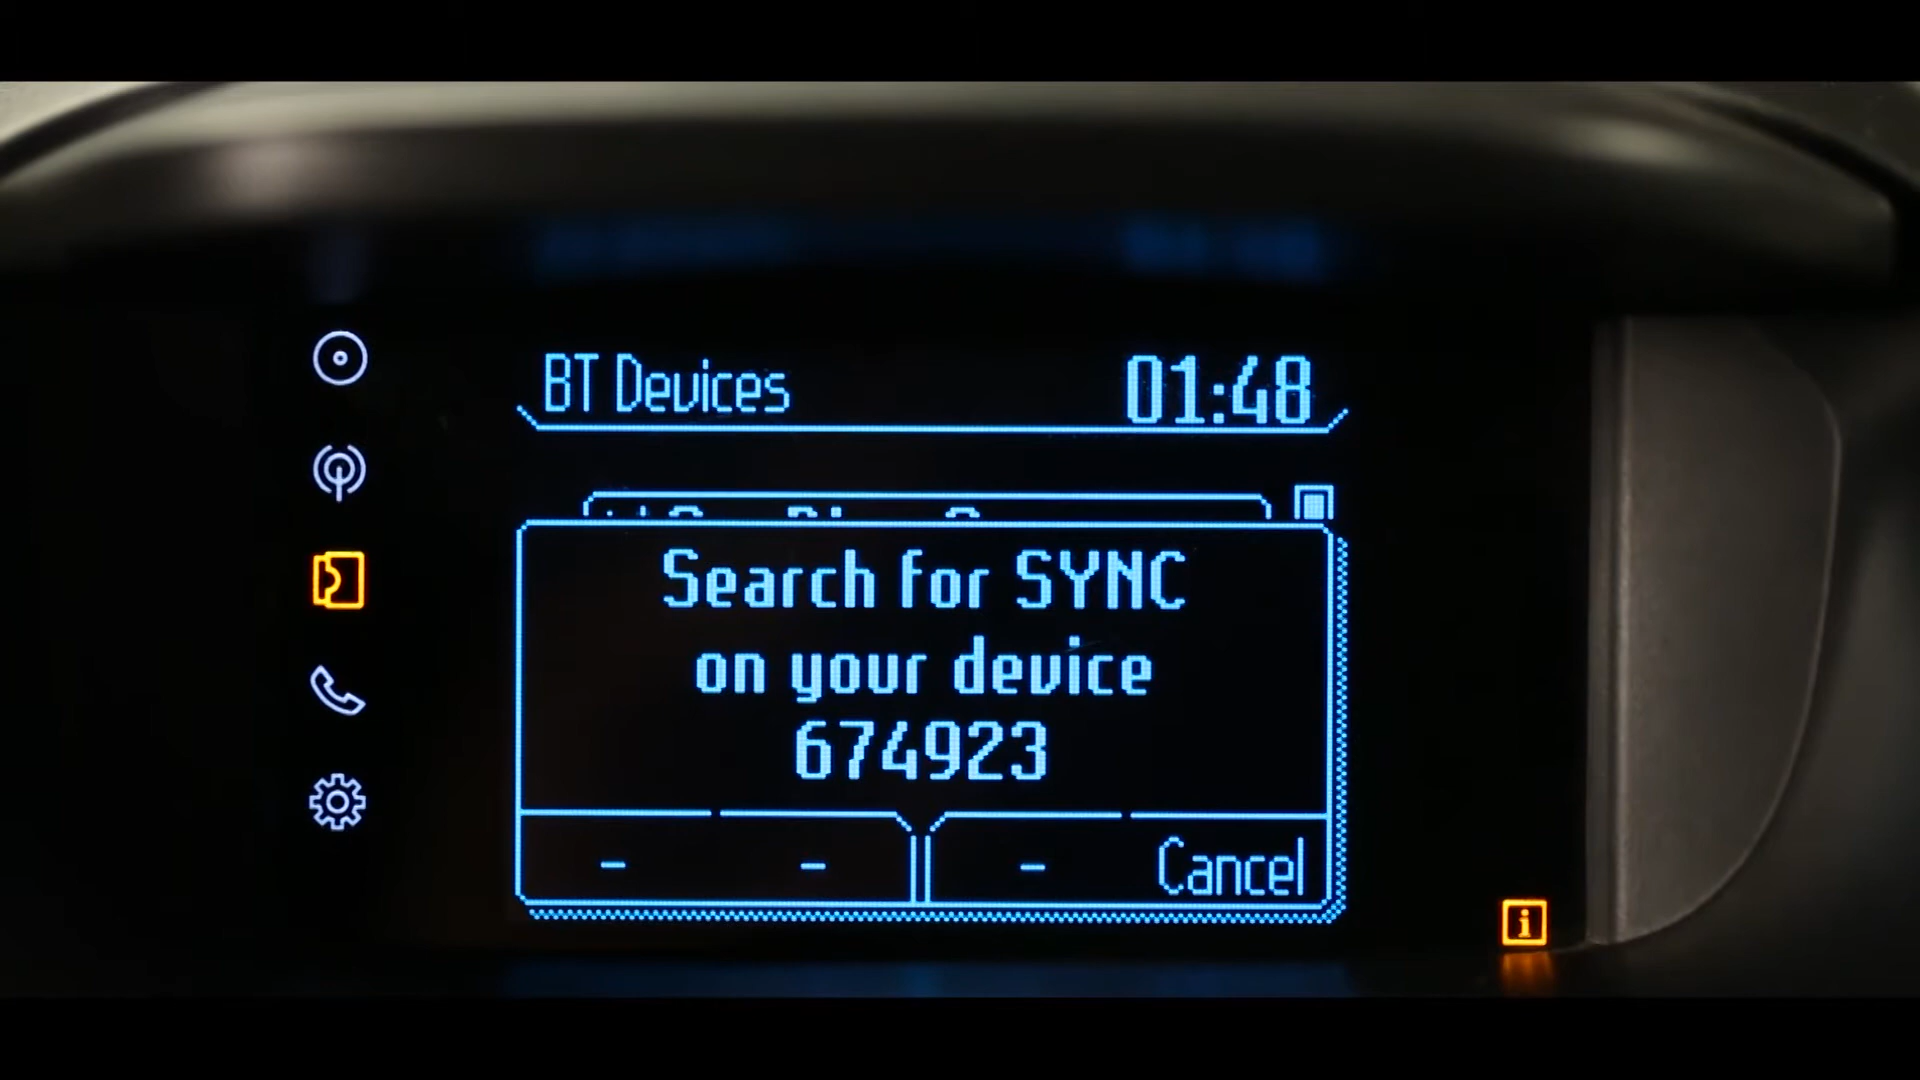 BT Devices 01:48
Search for SYNC
on your device
674923
- - - Cancel
i